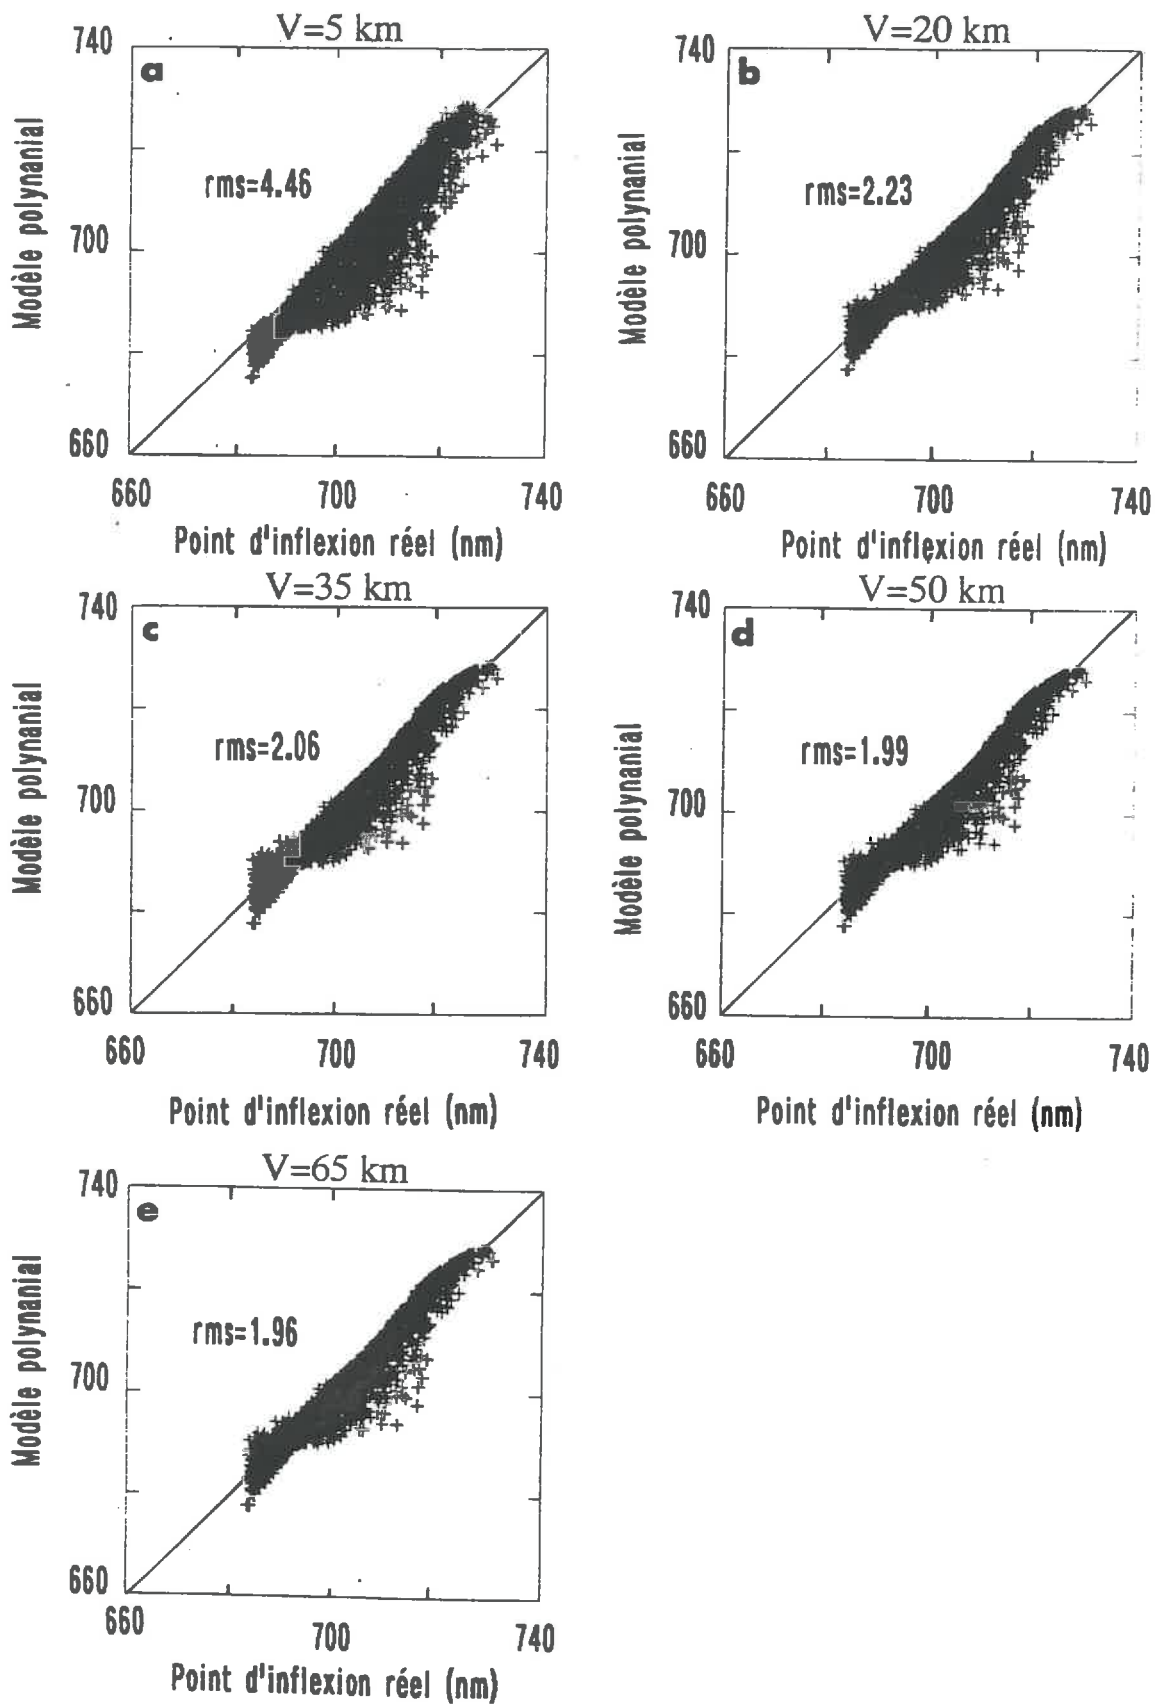 V=5 km
740
a
rms=4.46
Modèle polynanial
700
660
660 700 740
Point d'inflexion réel (nm)
V=20 km
740
b
rms=2.23
Modèle polynanial
700
660
660 700 740
Point d'inflexion réel (nm)
V=35 km
740
c
rms=2.06
Modèle polynanial
700
660
660 700 740
Point d'inflexion réel (nm)
V=50 km
740
d
rms=1.99
Modèle polynanial
700
660
660 700 740
Point d'inflexion réel (nm)
V=65 km
740
e
rms=1.96
Modèle polynanial
700
660
660 700 740
Point d'inflexion réel (nm)